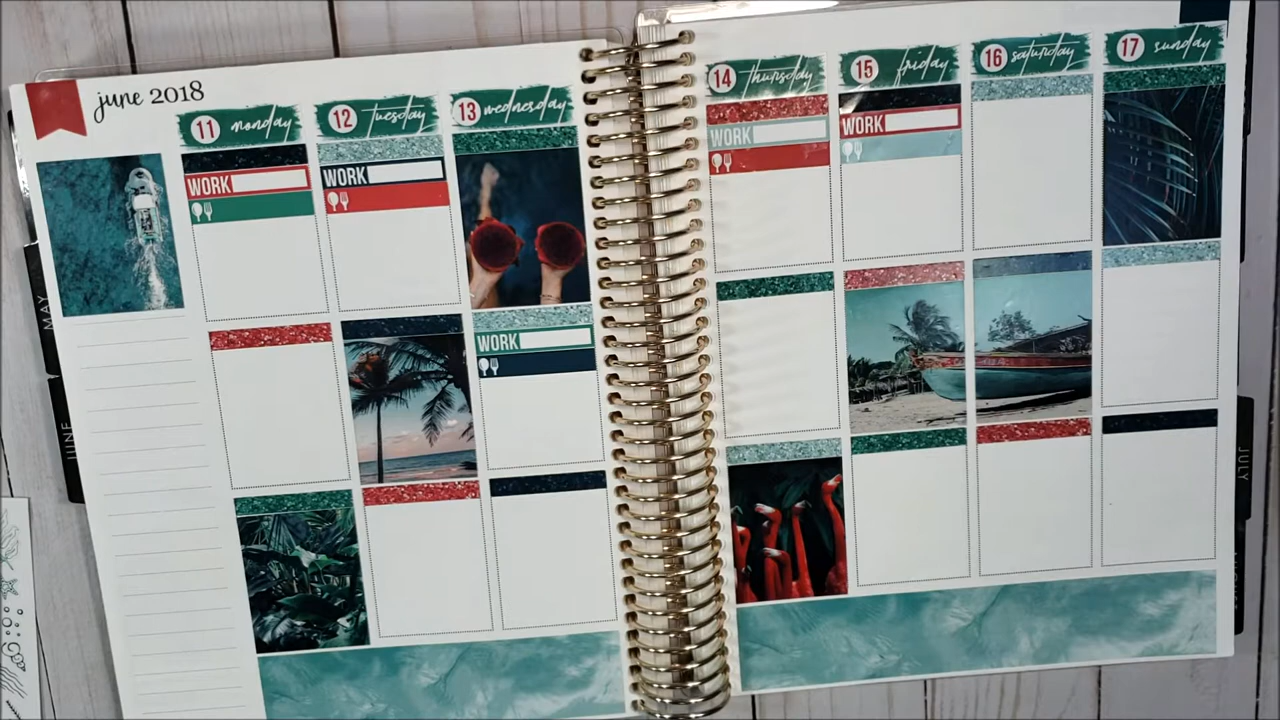 june 2018
11 monday
12 tuesday
13 wednesday
14 thursday
15 friday
16 saturday
17 sunday
WORK
WORK
WORK
WORK
WORK
MAY
JUNE
JULY
AUGUST